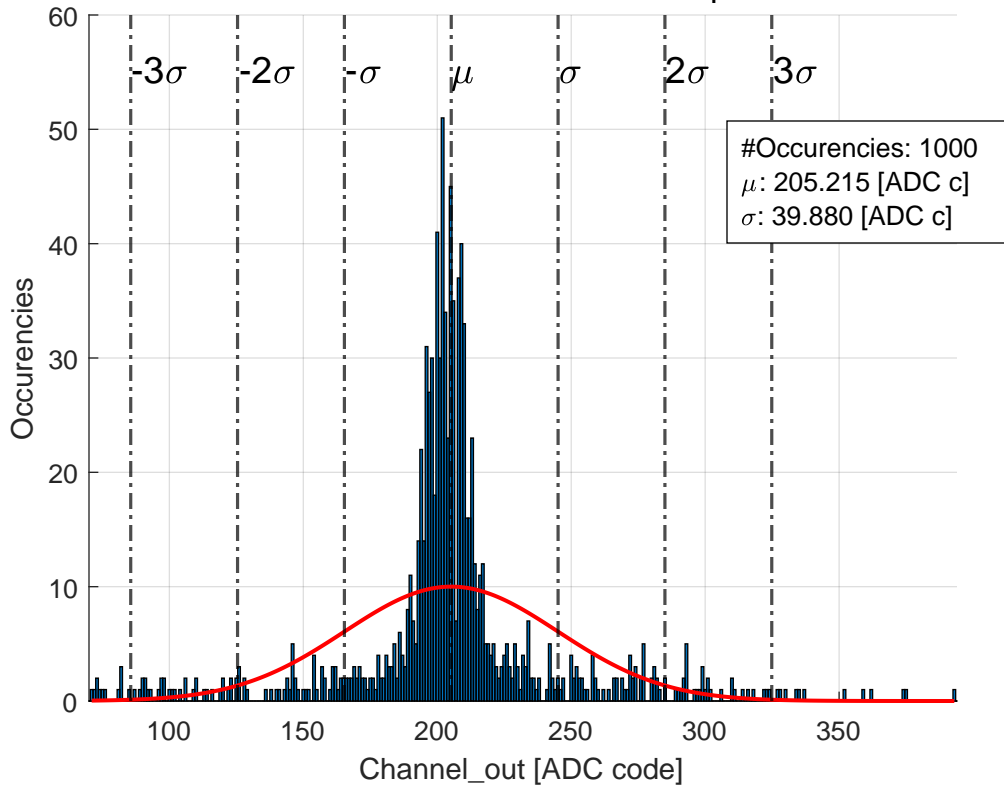 60
-3σ -2σ -σ μ σ 2σ 3σ
50
#Occurencies: 1000
μ: 205.215 [ADC c]
σ: 39.880 [ADC c]
40
30
20
10
0
Occurencies
100 150 200 250 300 350
Channel_out [ADC code]